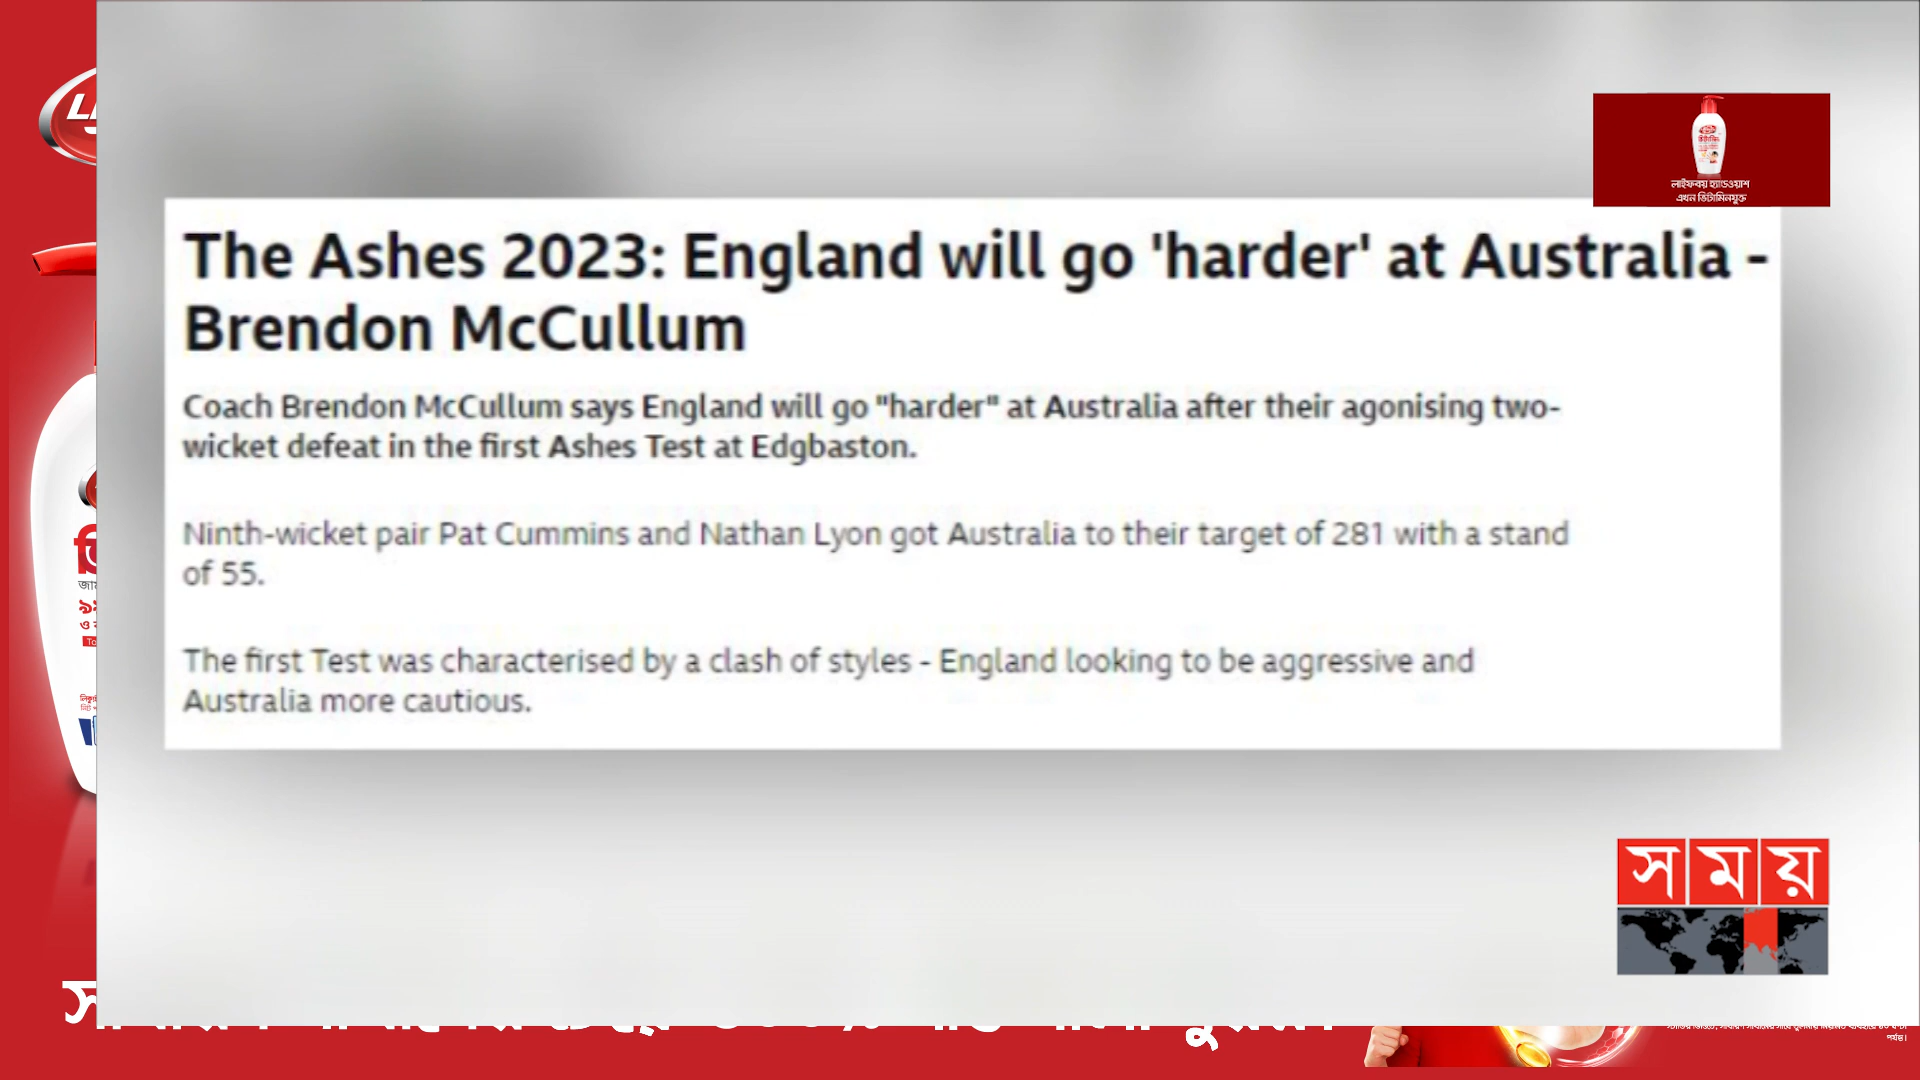 লাইফবয় হ্যান্ডওয়াশ
এখন ভিটামিনযুক্ত
The Ashes 2023: England will go 'harder' at Australia -
Brendon McCullum
Coach Brendon McCullum says England will go "harder" at Australia after their agonising two-
wicket defeat in the first Ashes Test at Edgbaston.
Ninth-wicket pair Pat Cummins and Nathan Lyon got Australia to their target of 281 with a stand
of 55.
The first Test was characterised by a clash of styles - England looking to be aggressive and
Australia more cautious.
সময়